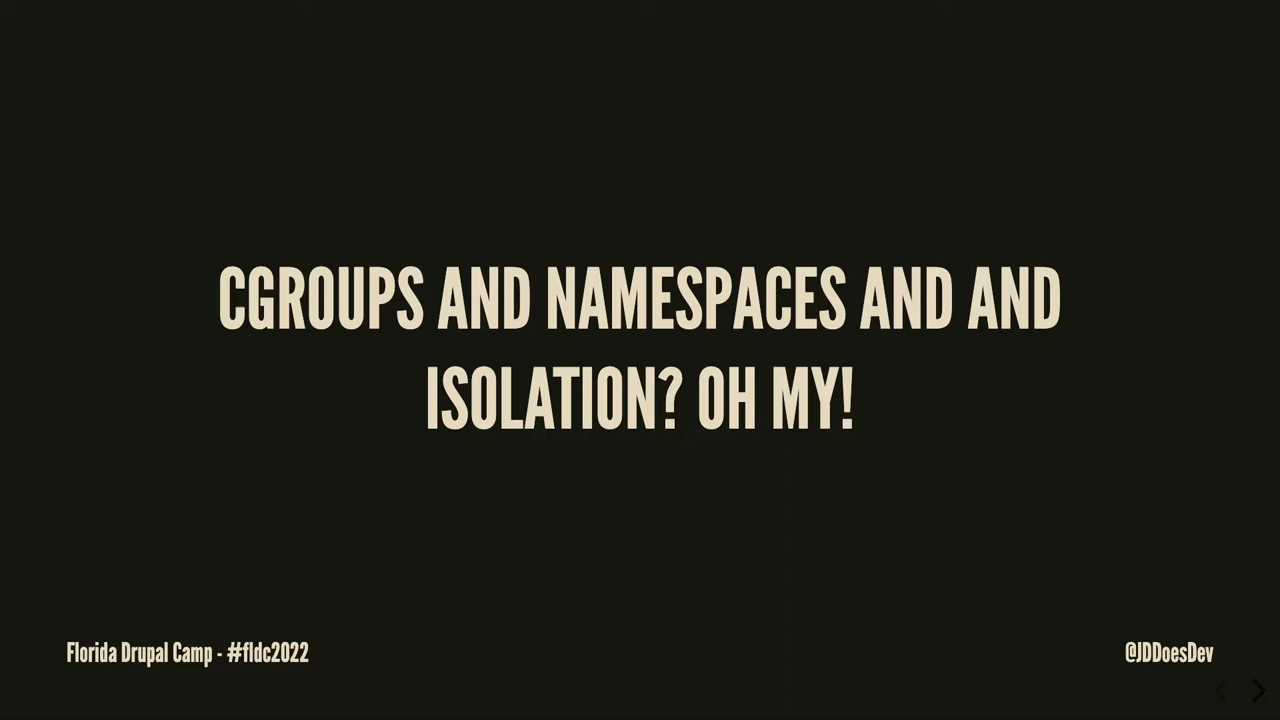 CGROUPS AND NAMESPACES AND AND
ISOLATION? OH MY!
Florida Drupal Camp - #fldc2022
@JDDoesDev